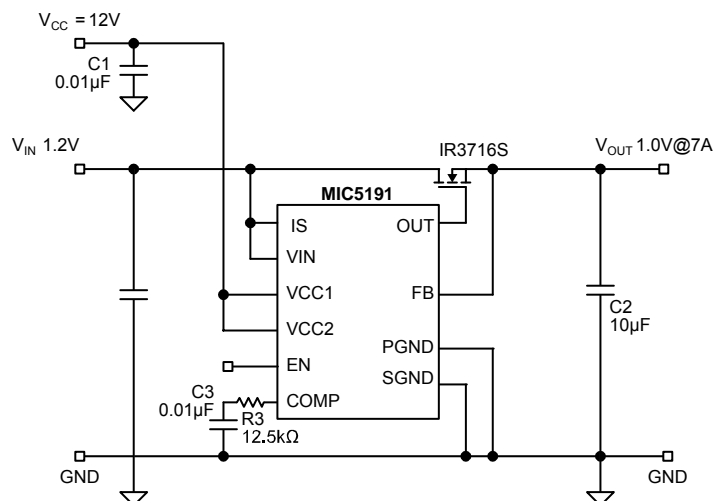 VCC = 12V
C1
0.01µF
VIN 1.2V
IR3716S
VOUT 1.0V@7A
MIC5191
IS
OUT
VIN
VCC1
FB
VCC2
C2
10µF
EN
PGND
SGND
C3
0.01µF
COMP
R3
12.5kΩ
GND
GND